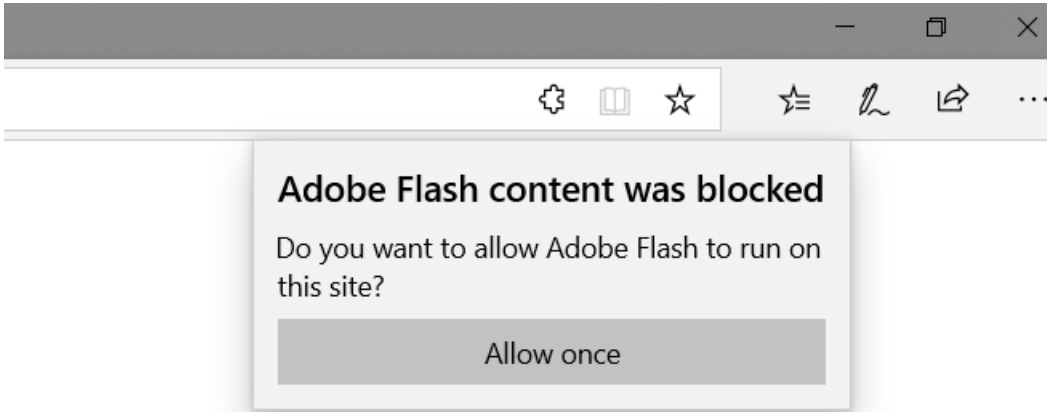 Adobe Flash content was blocked
Do you want to allow Adobe Flash to run on
this site?
Allow once